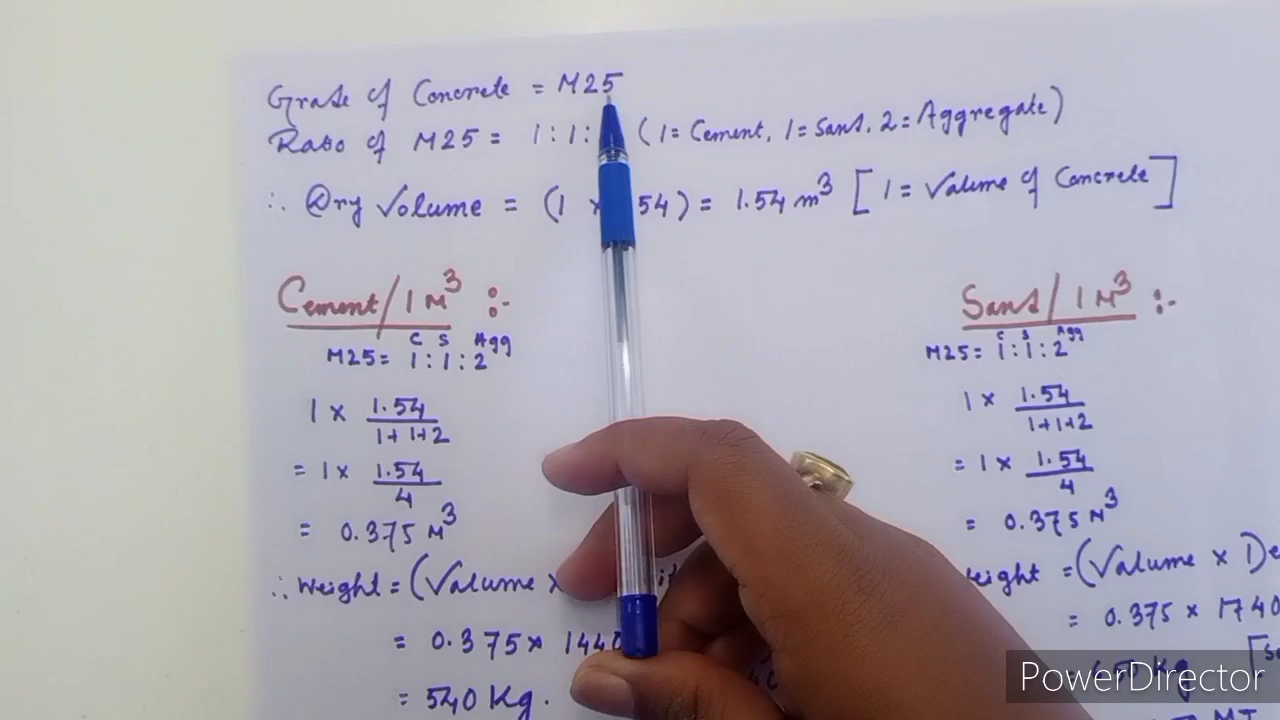 Grade of Concrete = M25
Ratio of M25 = 1:1: (1= Cement, 1= Sand, 2= Aggregate)
∴ Dry Volume = (1 × 54) = 1.54 m³ [1 = Volume of Concrete]
Cement/1 M³ :-
C S Agg
M25= 1:1:2
1 × 1.54
1+1+2
= 1 × 1.54
4
= 0.375 M³
∴ Weight = (Volume ×
= 0.375 × 1440
= 540 Kg.
Sand/1 M³ :-
C S Agg
M25= 1:1:2
1 × 1.54
1+1+2
= 1 × 1.54
4
= 0.375 M³
= (Volume × De
= 0.375 × 1740
Kg
PowerDirector